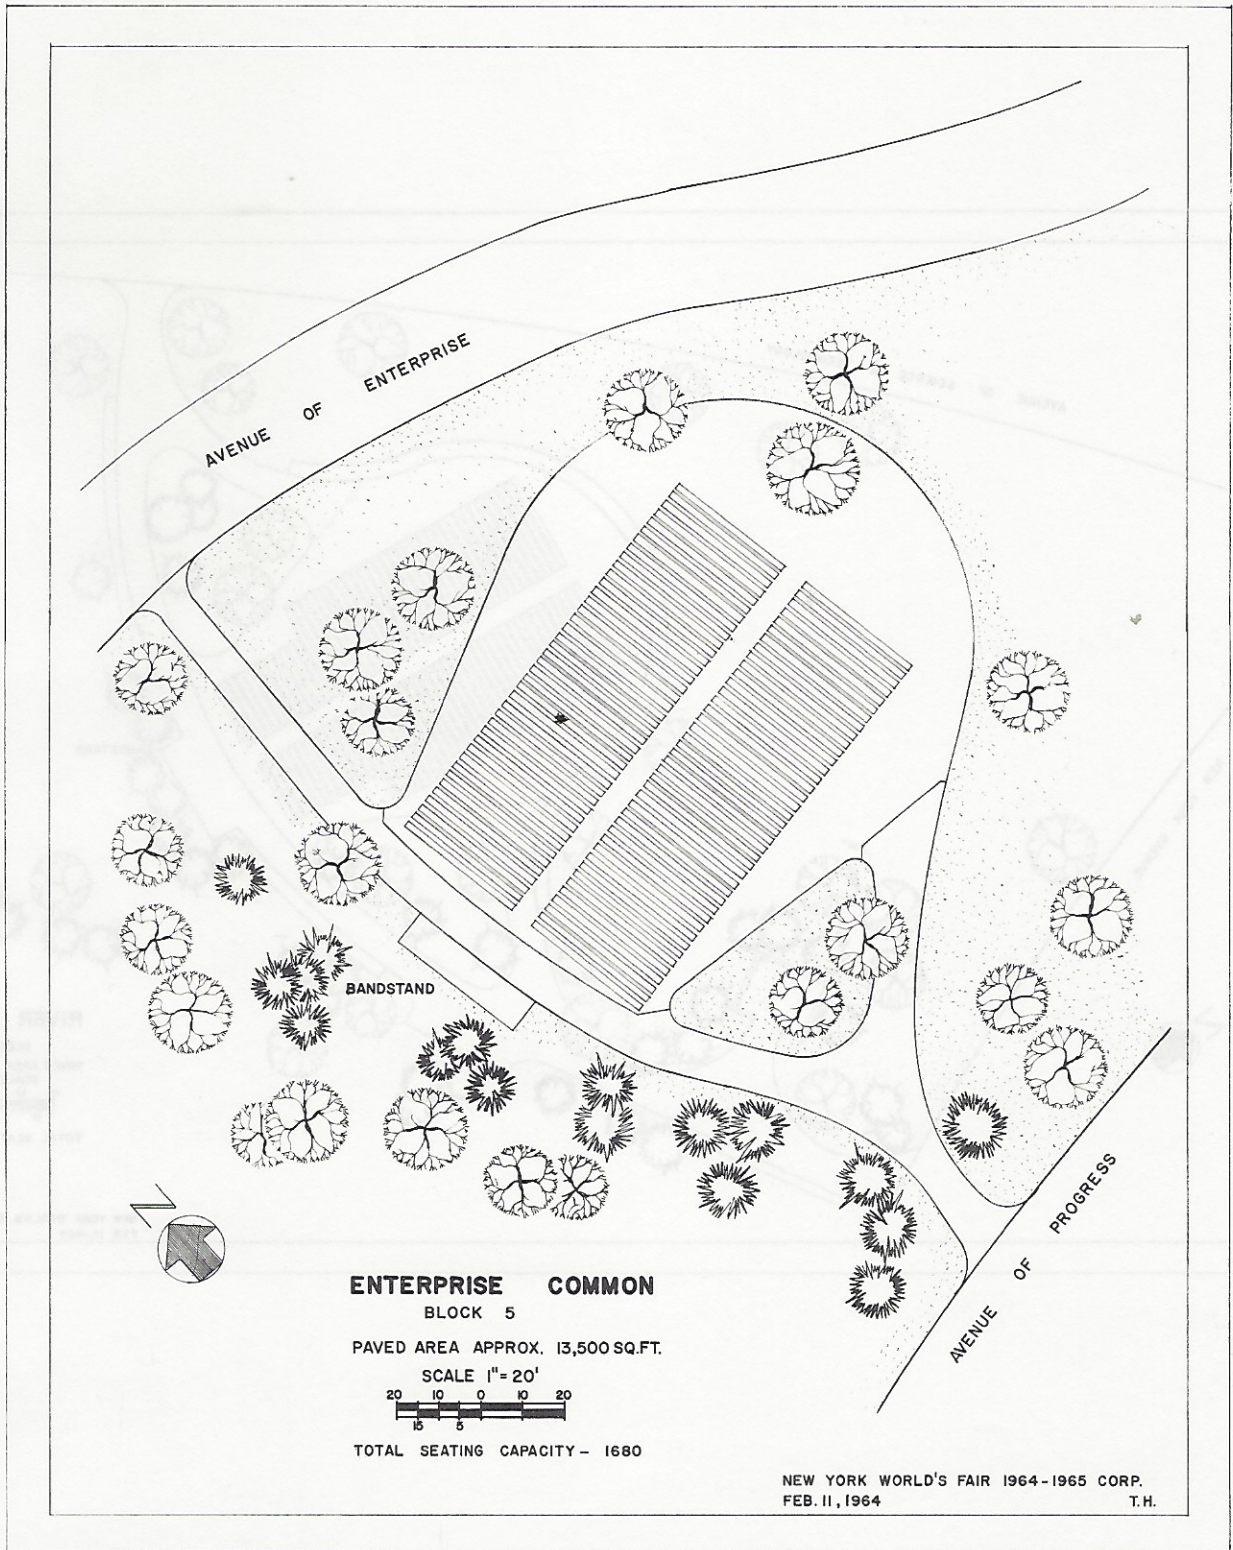 AVENUE OF ENTERPRISE
BANDSTAND
AVENUE OF PROGRESS
N
ENTERPRISE COMMON
BLOCK 5
PAVED AREA APPROX. 13,500 SQ.FT.
SCALE 1" = 20'
20 10 0 10 20
15 5
TOTAL SEATING CAPACITY - 1680
NEW YORK WORLD'S FAIR 1964-1965 CORP.
FEB. 11, 1964 T.H.